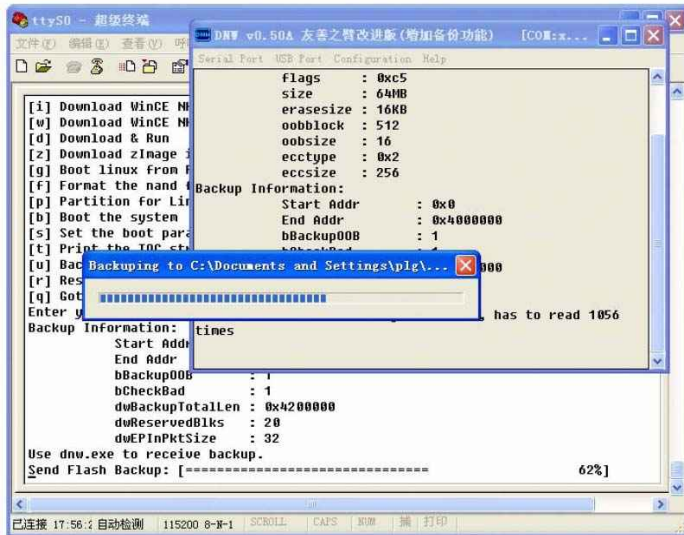 ttyS0 - 超级终端
文件(F) 编辑(E) 查看(V) 呼
[i] Download WinCE NK
[w] Download WinCE NK
[d] Download & Run
[z] Download zImage i
[g] Boot linux from
[f] Format the nand f
[p] Partition for Lin
[b] Boot the system
[s] Set the boot para
[t] Print the TOC str
[u] Bac
[r] Res
[q] Got
Enter y
Backup Information:
Start Addr
End Addr
bBackupOOB : 1
bCheckBad : 1
dwBackupTotalLen : 0x4200000
dwReservedBlks : 20
dwEPInPktSize : 32
Use dnw.exe to receive backup.
Send Flash Backup: [============================== 62%]
已连接 17:56:2 自动检测 115200 8-N-1 SCROLL CAPS NUM 捕 打印
DNW v0.50A 友善之臂改进版(增加备份功能) [COM:x...
Serial Port USB Port Configuration Help
flags : 0xc5
size : 64MB
erasesize : 16KB
oobblock : 512
oobsize : 16
ecctype : 0x2
eccsize : 256
Backup Information:
Start Addr : 0x0
End Addr : 0x4000000
bBackupOOB : 1
bCheckBad : 1
000
, has to read 1056
times
Backuping to C:\Documents and Settings\plg\...